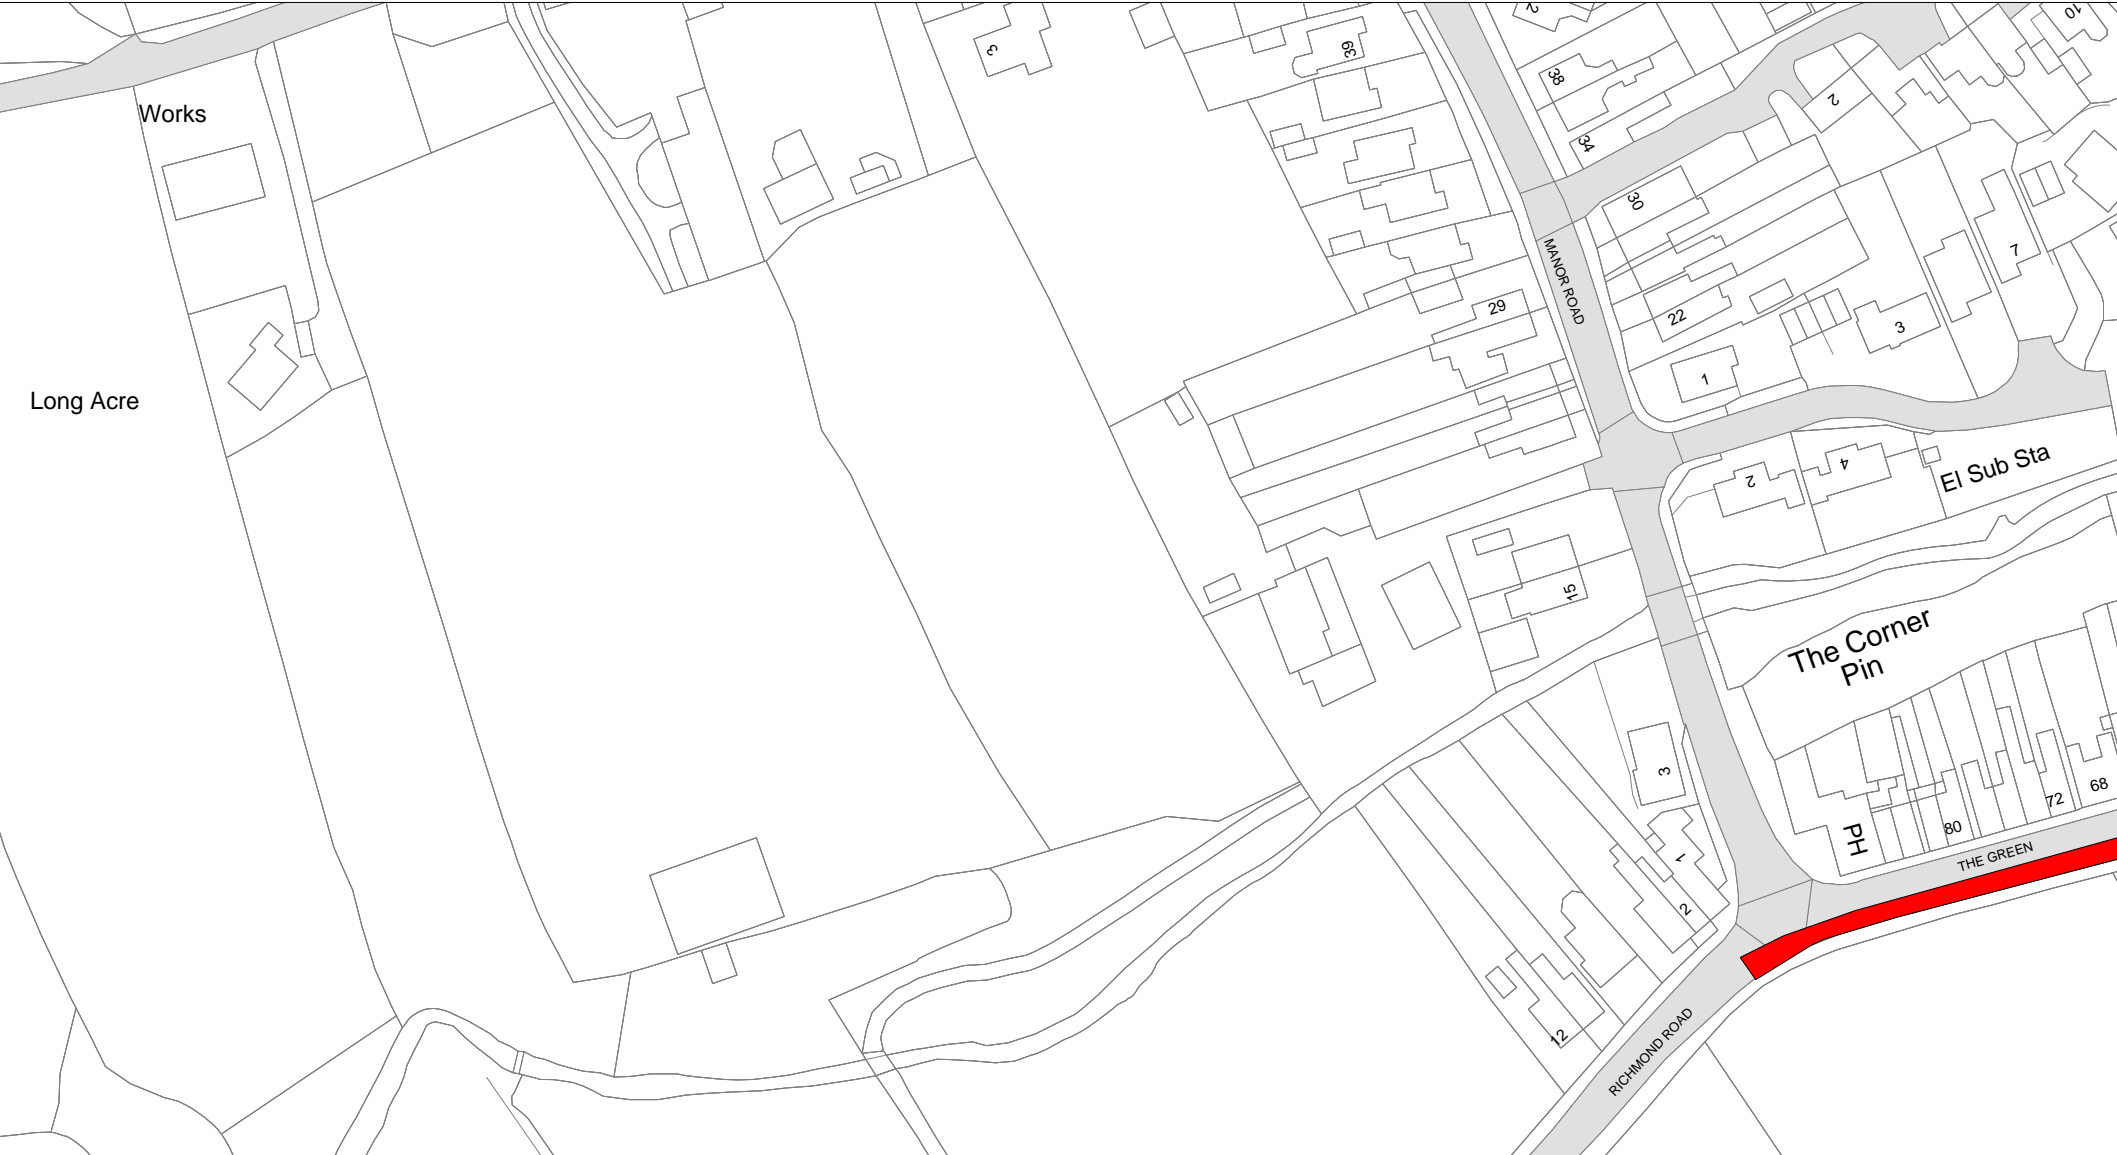 2
10
3
39
38
2
Works
34
30
MANOR ROAD
7
29
22
3
1
Long Acre
2
4
El Sub Sta
15
The Corner
Pin
3
68
72
80
PH
1
THE GREEN
2
12
RICHMOND ROAD